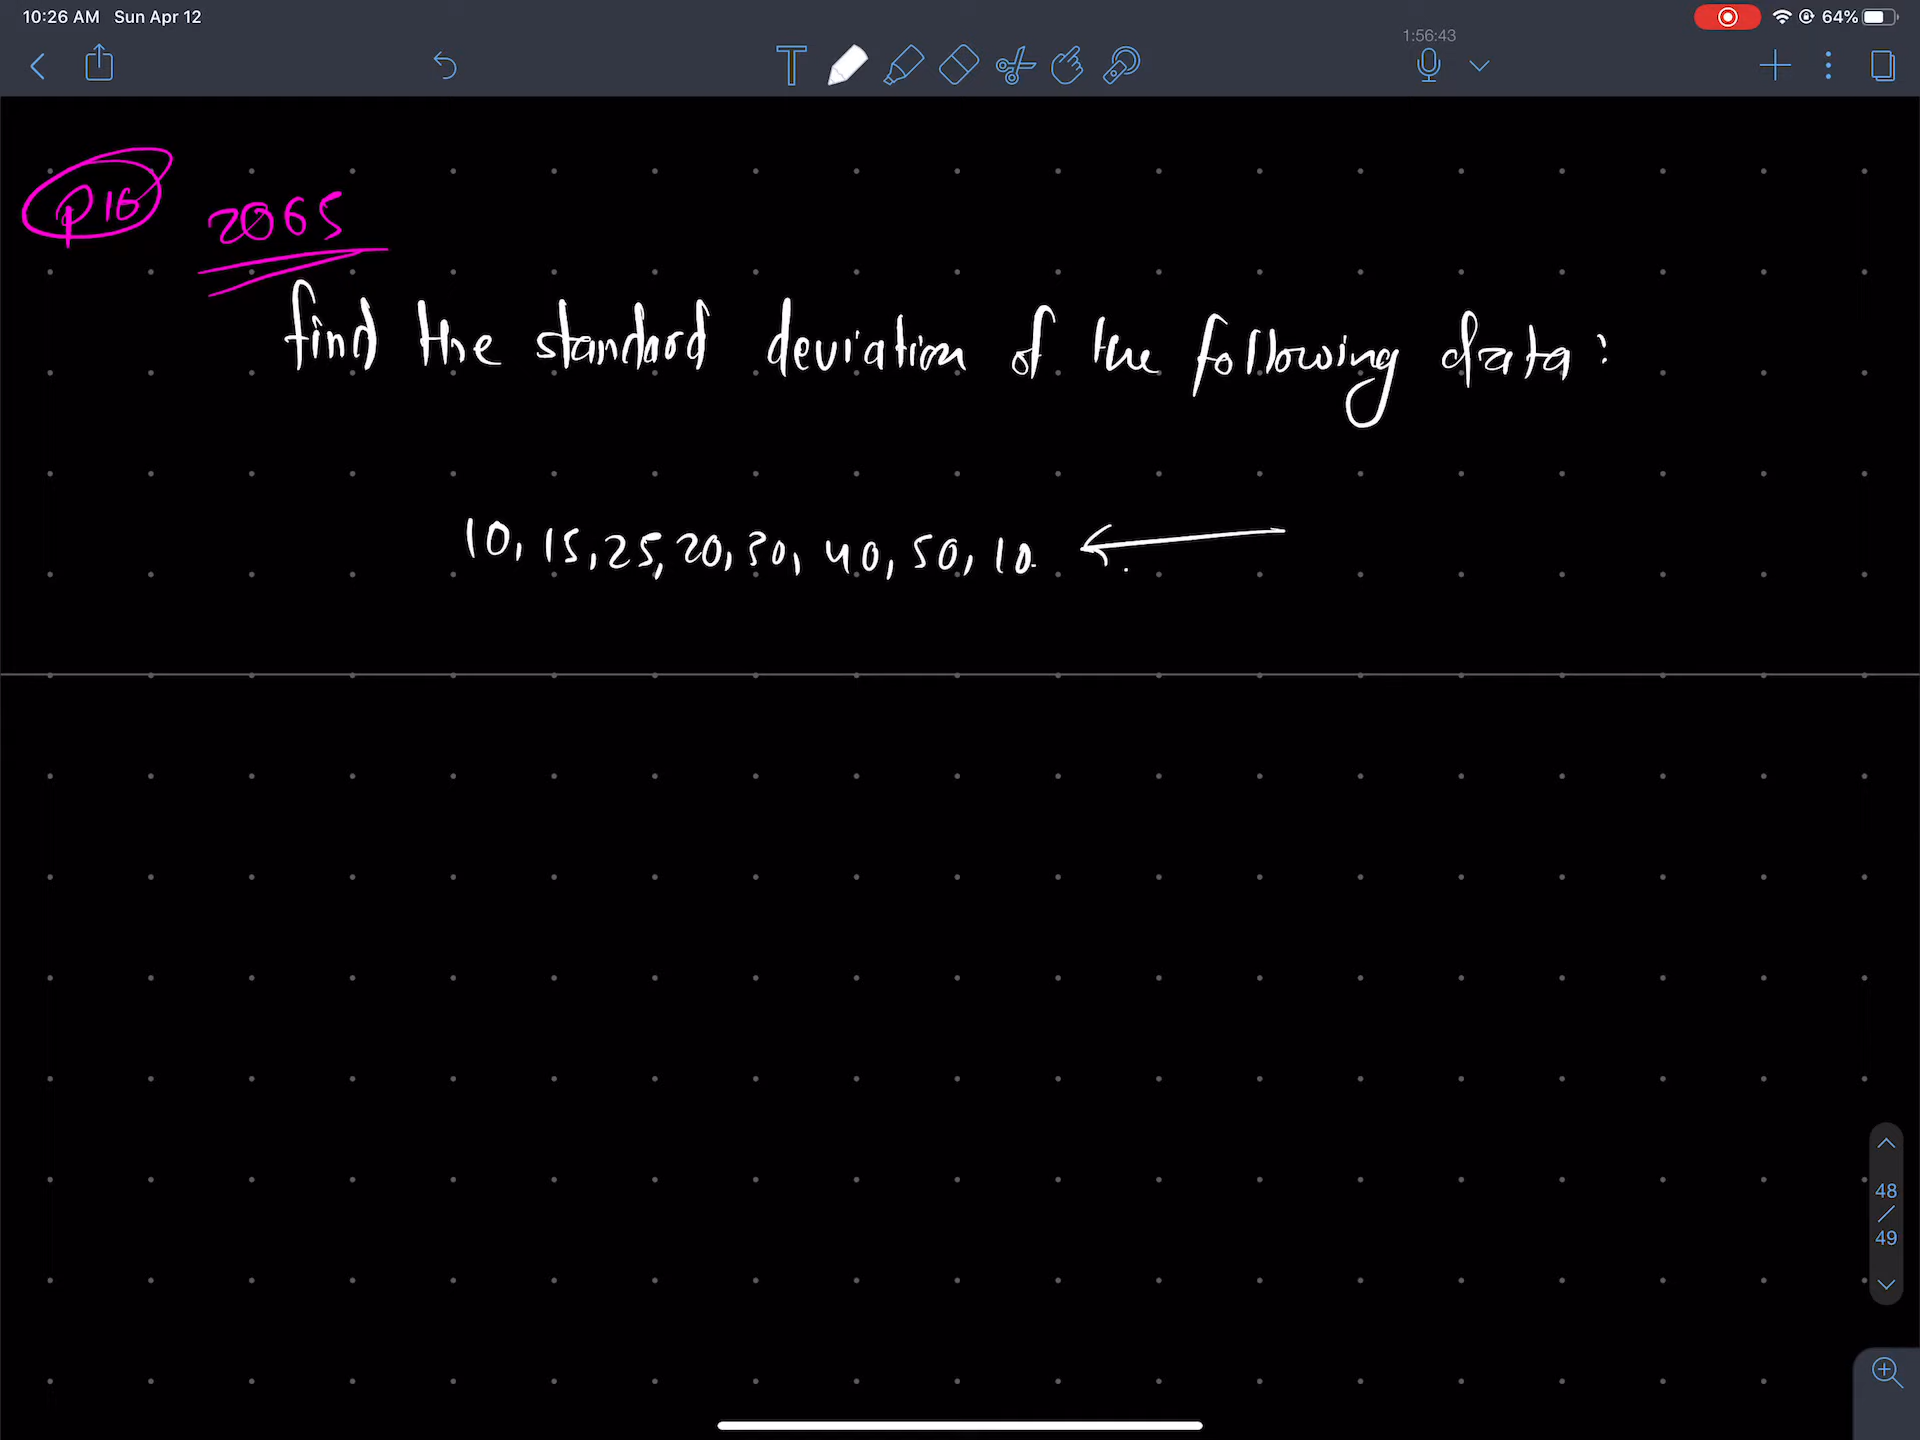 10:26 AM Sun Apr 12
64%
1:56:43
T
P16
2065
find the standard deviation of the following data:
10, 15, 25, 20, 30, 40, 50, 10.
48
/
49